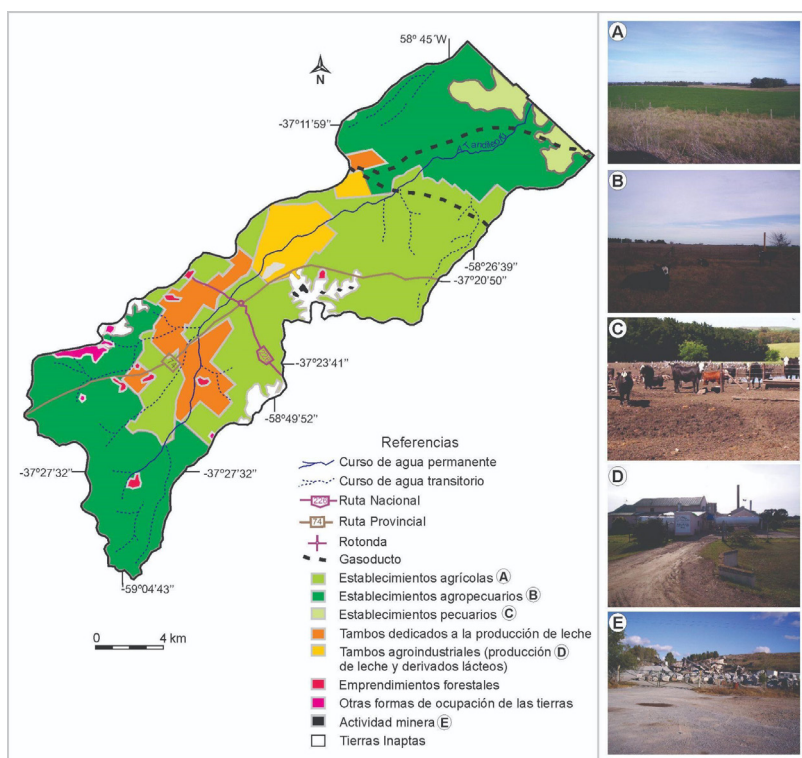 58º 45'W
N
-37º11'59"
A. Tandileofú
-58º26'39"
-37º20'50"
-37º23'41"
-58º49'52"
-37º27'32"
-37º27'32"
-59º04'43"
0 4 km
Referencias
Curso de agua permanente
Curso de agua transitorio
226 Ruta Nacional
74 Ruta Provincial
Rotonda
Gasoducto
Establecimientos agrícolas A
Establecimientos agropecuarios B
Establecimientos pecuarios C
Tambos dedicados a la producción de leche
Tambos agroindustriales (producción D
de leche y derivados lácteos)
Emprendimientos forestales
Otras formas de ocupación de las tierras
Actividad minera E
Tierras Inaptas
A
B
C
D
E